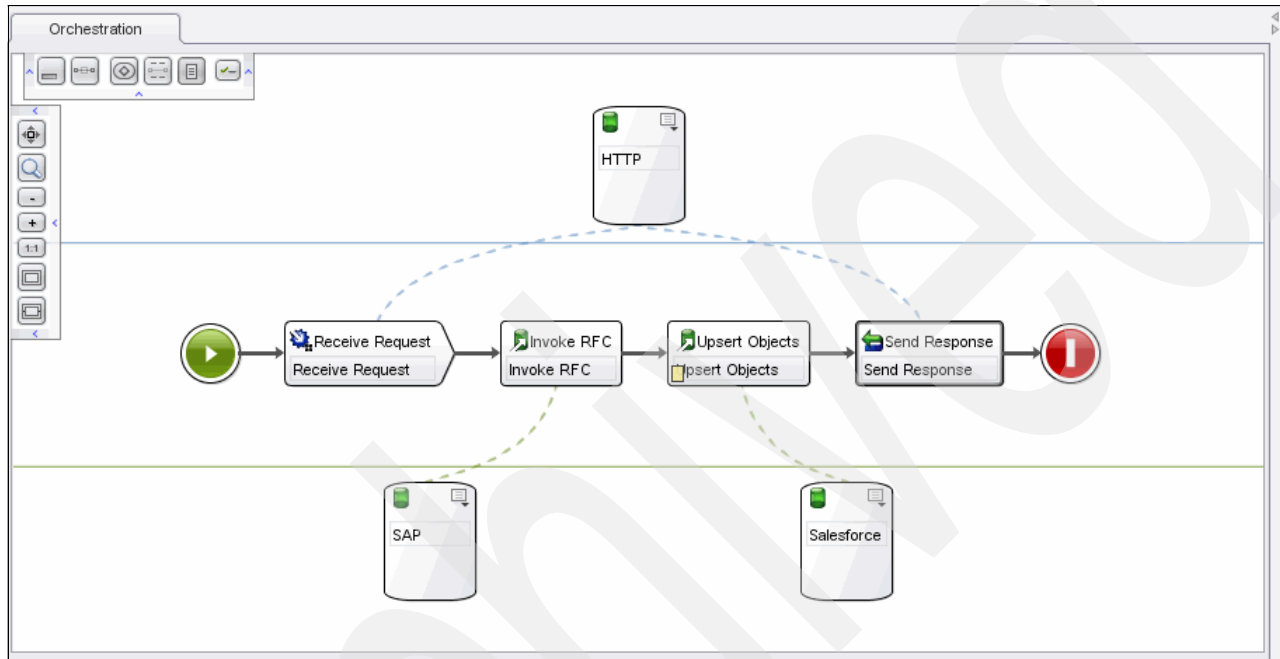 Orchestration
HTTP
-
+
1:1
Receive Request
Receive Request
Invoke RFC
Invoke RFC
Upsert Objects
Upsert Objects
Send Response
Send Response
SAP
Salesforce